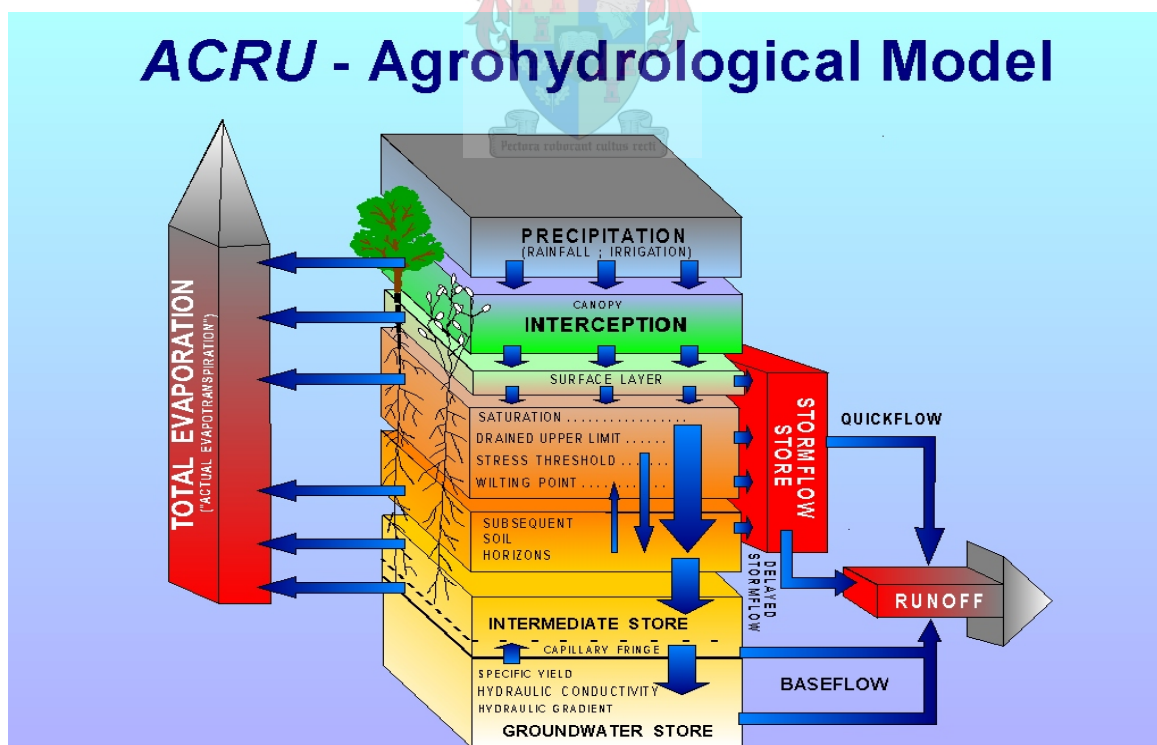 ACRU - Agrohydrological Model
Pectora roborant cultus recti
PRECIPITATION
(RAINFALL ; IRRIGATION)
CANOPY
INTERCEPTION
SURFACE LAYER
SATURATION . . . . . . . . . . . . . . . . .
DRAINED UPPER LIMIT . . . . . .
STRESS THRESHOLD . . . . . . .
WILTING POINT . . . . . . . . . . . .
SUBSEQUENT
SOIL
HORIZONS
INTERMEDIATE STORE
CAPILLARY FRINGE
SPECIFIC YIELD
HYDRAULIC CONDUCTIVITY
HYDRAULIC GRADIENT
GROUNDWATER STORE
TOTAL EVAPORATION
("ACTUAL EVAPOTRANSPIRATION")
STORMFLOW
STORE
QUICKFLOW
DELAYED
STORMFLOW
RUNOFF
BASEFLOW